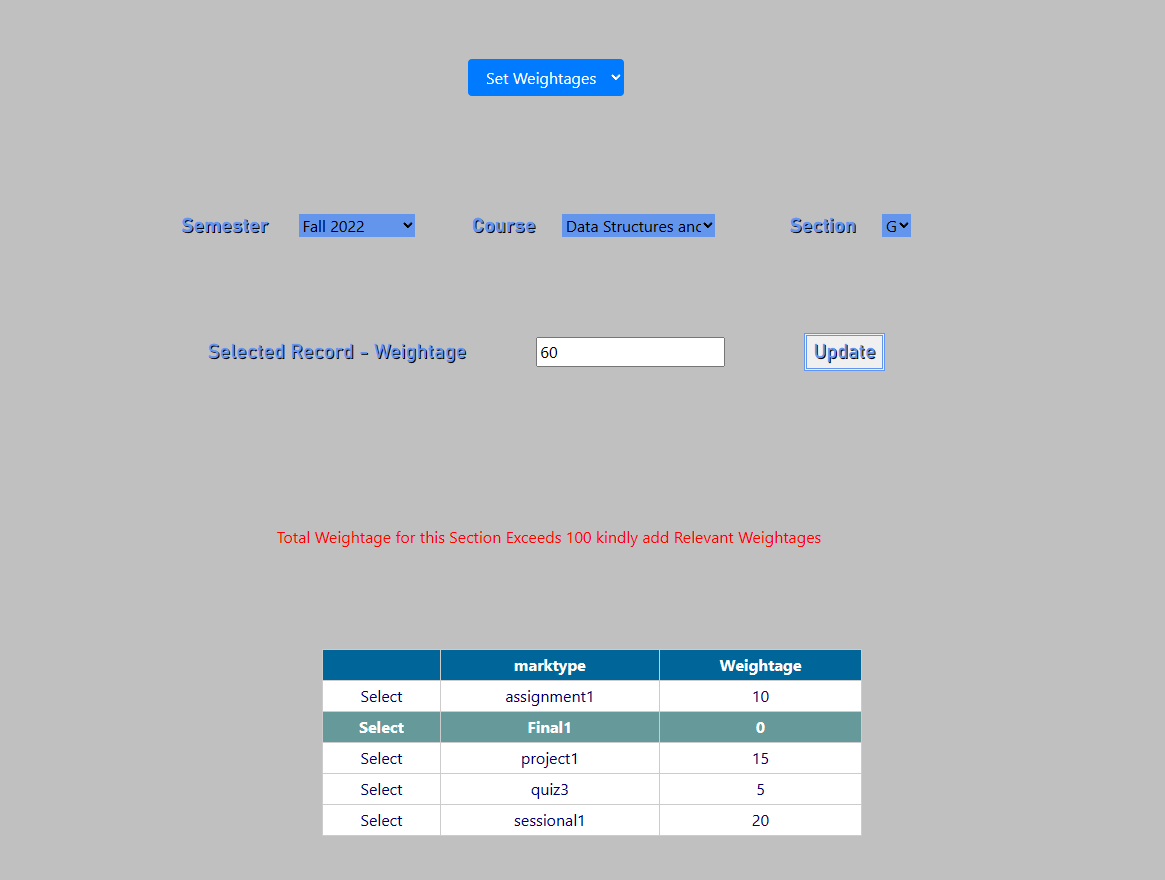 Set Weightages
Semester Fall 2022 Course Data Structures and Section G
Selected Record - Weightage 60 Update
Total Weightage for this Section Exceeds 100 kindly add Relevant Weightages
marktype Weightage
Select assignment1 10
Select Final1 0
Select project1 15
Select quiz3 5
Select sessional1 20